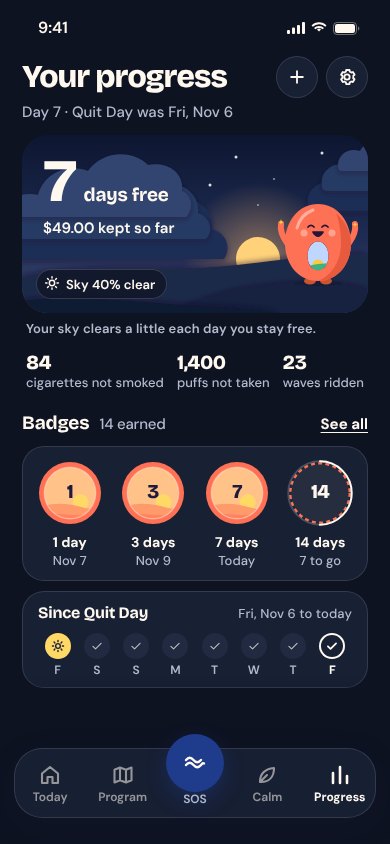 9:41
Your progress
Day 7 · Quit Day was Fri, Nov 6
7 days free
$49.00 kept so far
Sky 40% clear
Your sky clears a little each day you stay free.
84 1,400 23
cigarettes not smoked puffs not taken waves ridden
Badges 14 earned See all
1 3 7 14
1 day 3 days 7 days 14 days
Nov 7 Nov 9 Today 7 to go
Since Quit Day Fri, Nov 6 to today
F S S M T W T F
Today Program SOS Calm Progress